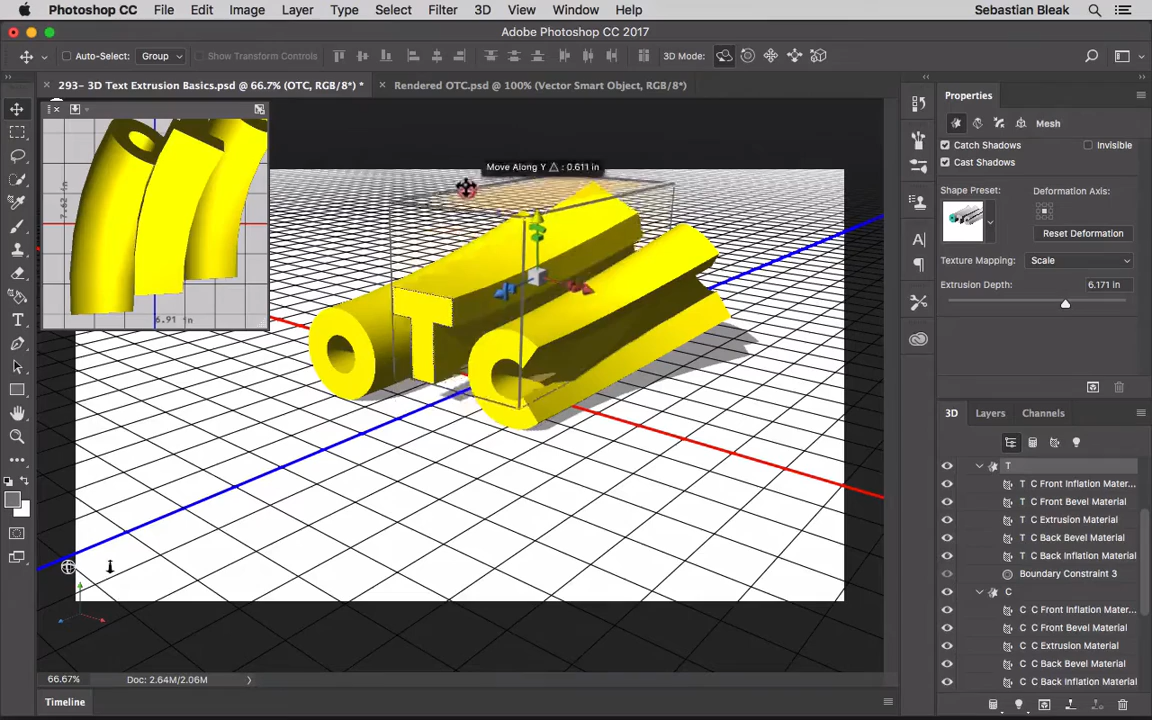 Photoshop CC File Edit Image Layer Type Select Filter 3D View Window Help Sebastian Bleak
Adobe Photoshop CC 2017
Auto-Select: Group Show Transform Controls 3D Mode:
293- 3D Text Extrusion Basics.psd @ 66.7% (OTC, RGB/8*) * Rendered OTC.psd @ 100% (Vector Smart Object, RGB/8*)
Properties
Mesh
Catch Shadows Invisible
Cast Shadows
Shape Preset: Deformation Axis:
Reset Deformation
Texture Mapping: Scale
Extrusion Depth: 6.171 in
7.62 in
6.91 in
Move Along Y △ : 0.611 in
OTC
3D Layers Channels
T
T C Front Inflation Mater...
T C Front Bevel Material
T C Extrusion Material
T C Back Bevel Material
T C Back Inflation Material
Boundary Constraint 3
C
C C Front Inflation Mater...
C C Front Bevel Material
C C Extrusion Material
C C Back Bevel Material
C C Back Inflation Material
66.67% Doc: 2.64M/2.06M
Timeline